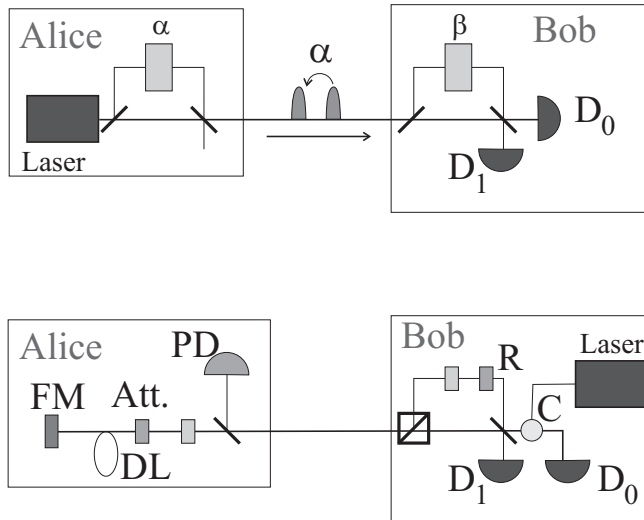 Alice
α
Laser
α
β
Bob
D0
D1
Alice
PD
FM
Att.
DL
Bob
R
Laser
C
D1
D0